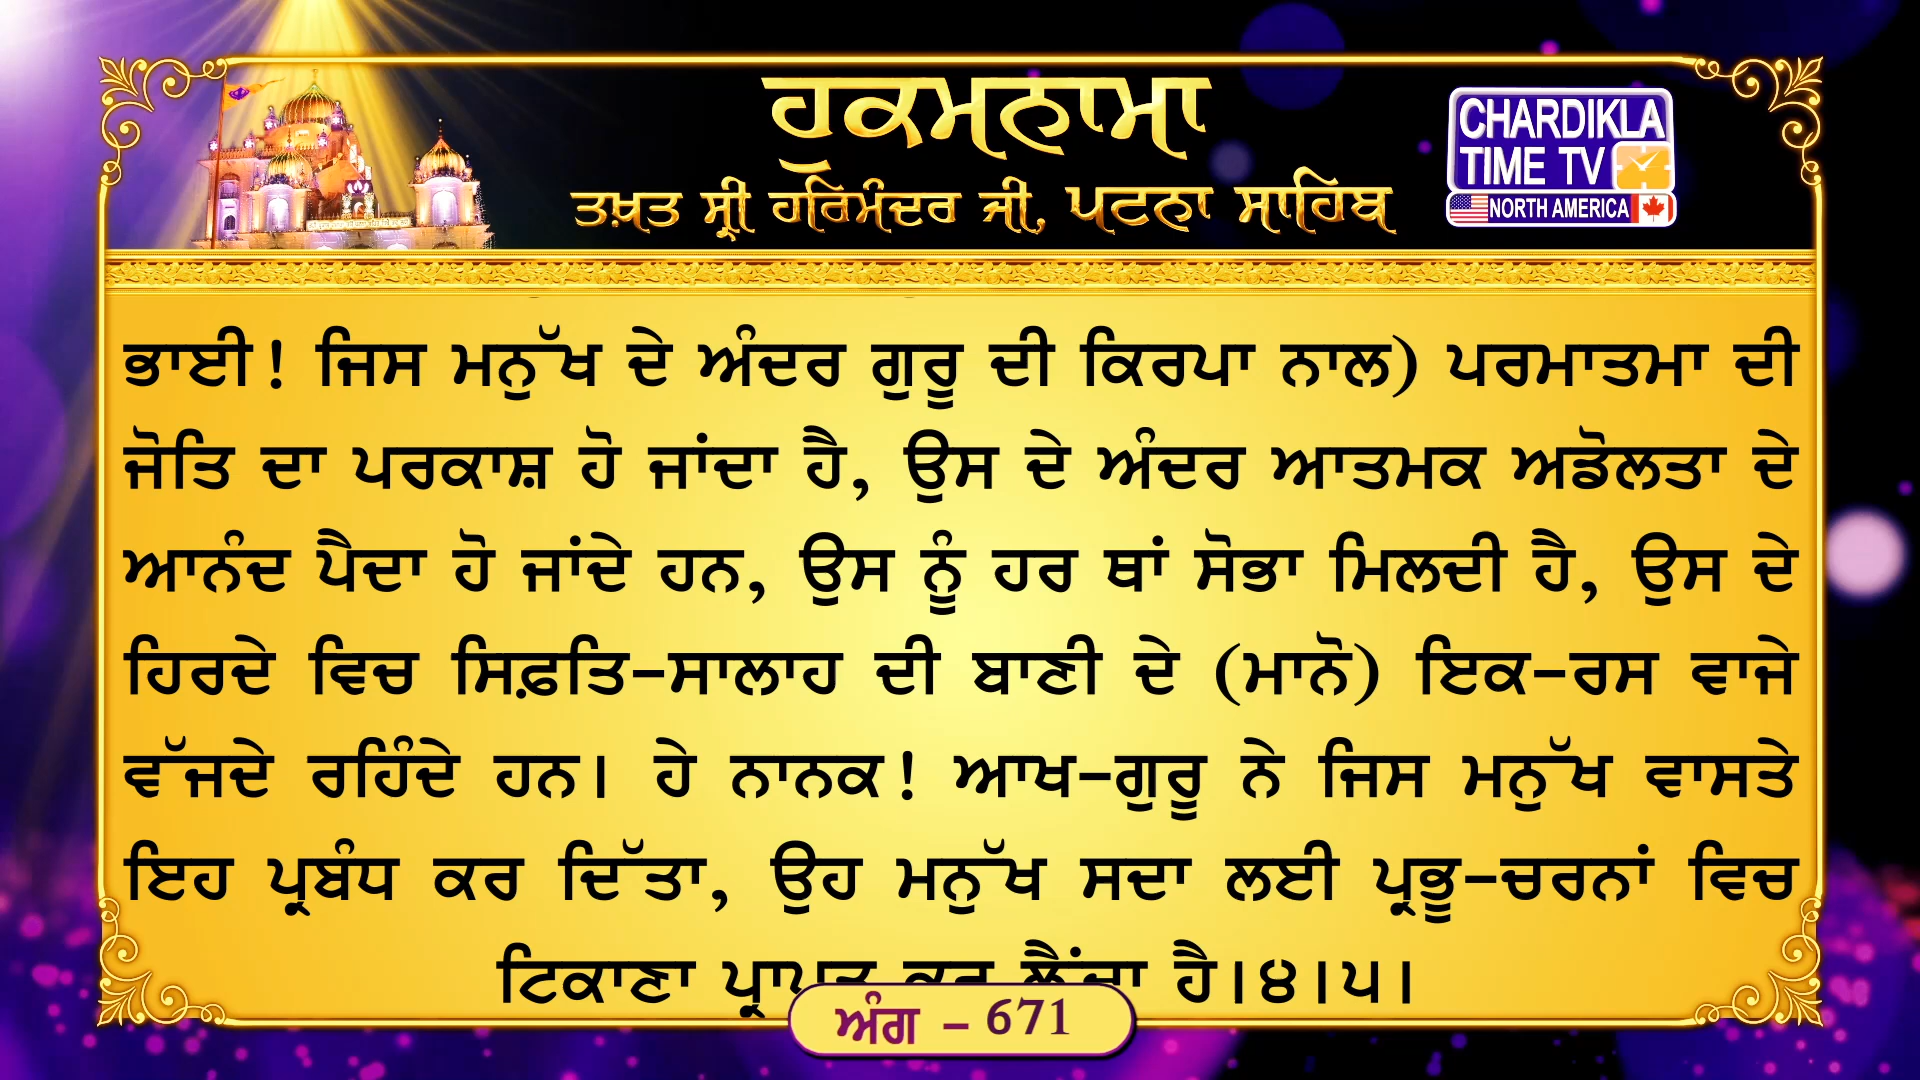 ਹੁਕਮਨਾਮਾ
ਤਖ਼ਤ ਸ੍ਰੀ ਹਰਿਮੰਦਰ ਜੀ, ਪਟਨਾ ਸਾਹਿਬ
CHARDIKLA
TIME TV
NORTH AMERICA
ਭਾਈ! ਜਿਸ ਮਨੁੱਖ ਦੇ ਅੰਦਰ ਗੁਰੂ ਦੀ ਕਿਰਪਾ ਨਾਲ) ਪਰਮਾਤਮਾ ਦੀ
ਜੋਤਿ ਦਾ ਪਰਕਾਸ਼ ਹੋ ਜਾਂਦਾ ਹੈ, ਉਸ ਦੇ ਅੰਦਰ ਆਤਮਕ ਅਡੋਲਤਾ ਦੇ
ਆਨੰਦ ਪੈਦਾ ਹੋ ਜਾਂਦੇ ਹਨ, ਉਸ ਨੂੰ ਹਰ ਥਾਂ ਸੋਭਾ ਮਿਲਦੀ ਹੈ, ਉਸ ਦੇ
ਹਿਰਦੇ ਵਿਚ ਸਿਫ਼ਤਿ-ਸਾਲਾਹ ਦੀ ਬਾਣੀ ਦੇ (ਮਾਨੋ) ਇਕ-ਰਸ ਵਾਜੇ
ਵੱਜਦੇ ਰਹਿੰਦੇ ਹਨ। ਹੇ ਨਾਨਕ! ਆਖ-ਗੁਰੂ ਨੇ ਜਿਸ ਮਨੁੱਖ ਵਾਸਤੇ
ਇਹ ਪ੍ਰਬੰਧ ਕਰ ਦਿੱਤਾ, ਉਹ ਮਨੁੱਖ ਸਦਾ ਲਈ ਪ੍ਰਭੂ-ਚਰਨਾਂ ਵਿਚ
ਟਿਕਾਣਾ ਪ੍ਰਾਪਤ ਕਰ ਲੈਂਦਾ ਹੈ।੪।੫।
ਅੰਗ - 671